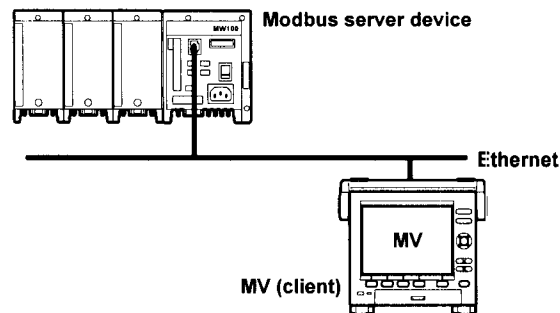 Modbus server device
MW100
Ethernet
MV
MV (client)